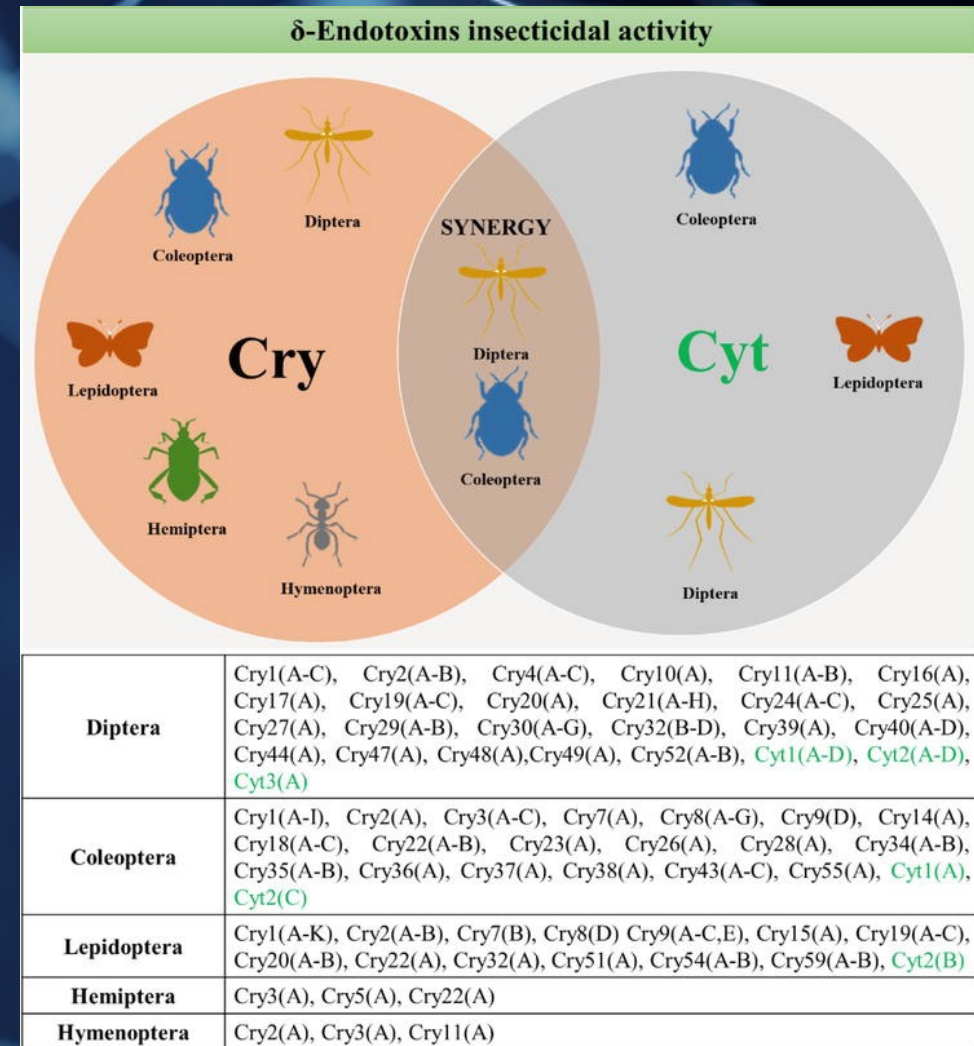 δ-Endotoxins insecticidal activity
Diptera
Coleoptera
Lepidoptera
Cry
Hemiptera
Hymenoptera
SYNERGY
Diptera
Coleoptera
Coleoptera
Cyt
Lepidoptera
Diptera
Diptera
Cry1(A-C), Cry2(A-B), Cry4(A-C), Cry10(A), Cry11(A-B), Cry16(A),
Cry17(A), Cry19(A-C), Cry20(A), Cry21(A-H), Cry24(A-C), Cry25(A),
Cry27(A), Cry29(A-B), Cry30(A-G), Cry32(B-D), Cry39(A), Cry40(A-D),
Cry44(A), Cry47(A), Cry48(A),Cry49(A), Cry52(A-B), Cyt1(A-D), Cyt2(A-D),
Cyt3(A)
Coleoptera
Cry1(A-I), Cry2(A), Cry3(A-C), Cry7(A), Cry8(A-G), Cry9(D), Cry14(A),
Cry18(A-C), Cry22(A-B), Cry23(A), Cry26(A), Cry28(A), Cry34(A-B),
Cry35(A-B), Cry36(A), Cry37(A), Cry38(A), Cry43(A-C), Cry55(A), Cyt1(A),
Cyt2(C)
Lepidoptera
Cry1(A-K), Cry2(A-B), Cry7(B), Cry8(D) Cry9(A-C,E), Cry15(A), Cry19(A-C),
Cry20(A-B), Cry22(A), Cry32(A), Cry51(A), Cry54(A-B), Cry59(A-B), Cyt2(B)
Hemiptera
Cry3(A), Cry5(A), Cry22(A)
Hymenoptera
Cry2(A), Cry3(A), Cry11(A)